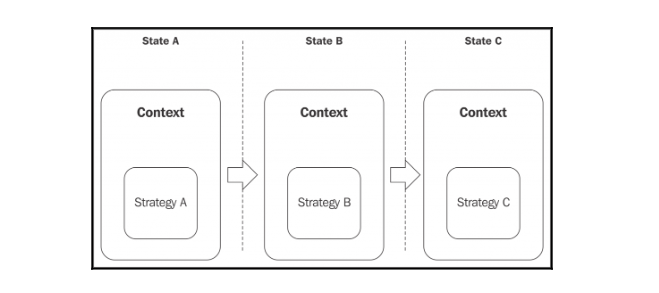 State A
State B
State C
Context
Context
Context
Strategy A
Strategy B
Strategy C